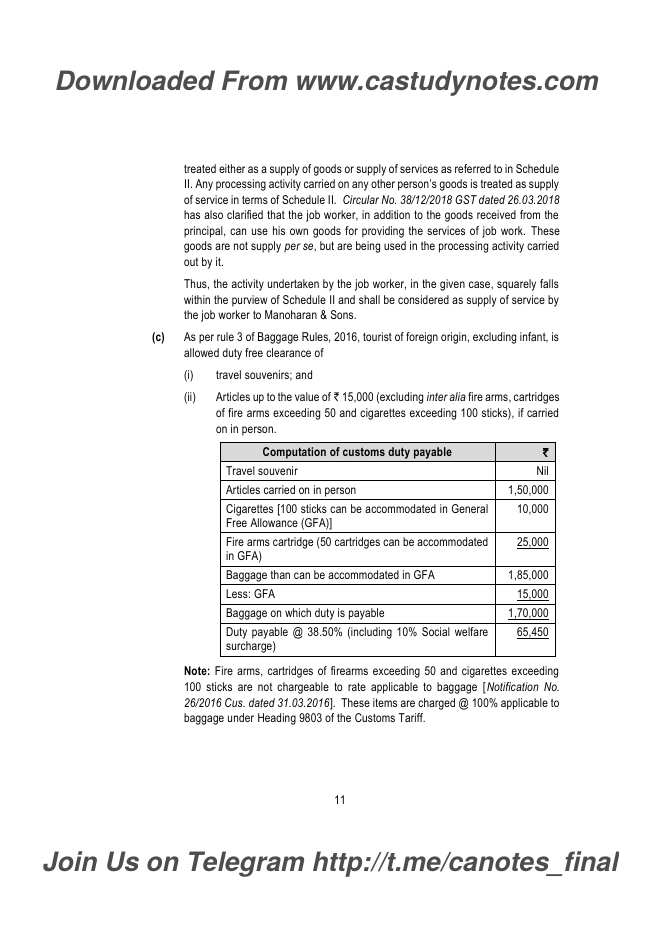 Downloaded From www.castudynotes.com
treated either as a supply of goods or supply of services as referred to in Schedule
II. Any processing activity carried on any other person's goods is treated as supply
of service in terms of Schedule II. Circular No. 38/12/2018 GST dated 26.03.2018
has also clarified that the job worker, in addition to the goods received from the
principal, can use his own goods for providing the services of job work. These
goods are not supply per se, but are being used in the processing activity carried
out by it.
Thus, the activity undertaken by the job worker, in the given case, squarely falls
within the purview of Schedule II and shall be considered as supply of service by
the job worker to Manoharan & Sons.
(c) As per rule 3 of Baggage Rules, 2016, tourist of foreign origin, excluding infant, is
allowed duty free clearance of
(i) travel souvenirs; and
(ii) Articles up to the value of ₹ 15,000 (excluding inter alia fire arms, cartridges
of fire arms exceeding 50 and cigarettes exceeding 100 sticks), if carried
on in person.
Computation of customs duty payable ₹
Travel souvenir Nil
Articles carried on in person 1,50,000
Cigarettes [100 sticks can be accommodated in General 10,000
Free Allowance (GFA)]
Fire arms cartridge (50 cartridges can be accommodated 25,000
in GFA)
Baggage than can be accommodated in GFA 1,85,000
Less: GFA 15,000
Baggage on which duty is payable 1,70,000
Duty payable @ 38.50% (including 10% Social welfare 65,450
surcharge)
Note: Fire arms, cartridges of firearms exceeding 50 and cigarettes exceeding
100 sticks are not chargeable to rate applicable to baggage [Notification No.
26/2016 Cus. dated 31.03.2016]. These items are charged @ 100% applicable to
baggage under Heading 9803 of the Customs Tariff.
11
Join Us on Telegram http://t.me/canotes_final